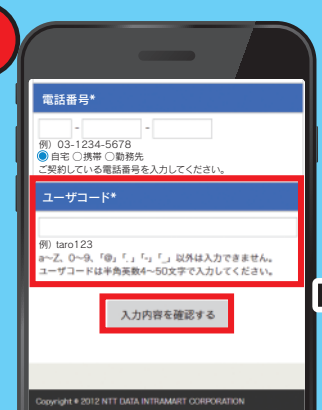 電話番号*
- -
例) 03-1234-5678
自宅 携帯 勤務先
ご契約している電話番号を入力してください。
ユーザコード*
例) taro123
a～Z、0～9、「@」「.」「-」「_」以外は入力できません。
ユーザコードは半角英数4～50文字で入力してください。
入力内容を確認する
Copyright © 2012 NTT DATA INTRAMART CORPORATION